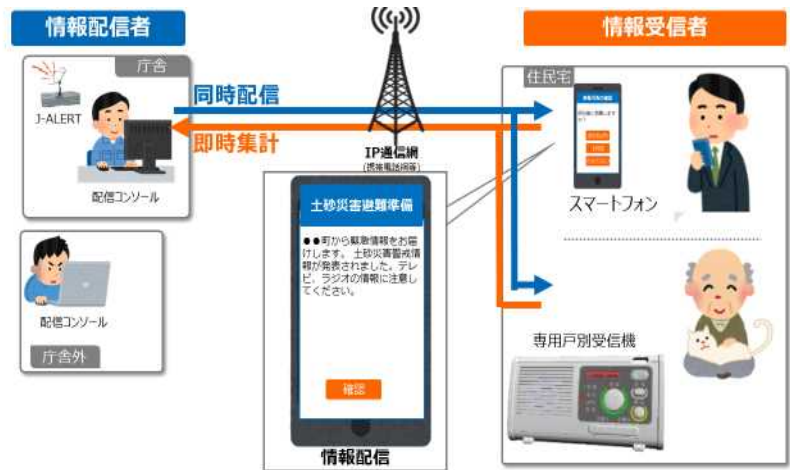 情報配信者
情報受信者
庁舎
J-ALERT
配信コンソール
配信コンソール
庁舎外
同時配信
即時集計
IP通信網
(携帯電話網等)
土砂災害避難準備
●●町から緊急情報をお届
けします。 土砂災害警戒情
報が発表されました。テレ
ビ、ラジオの情報に注意し
てください。
確認
情報配信
住民宅
スマートフォン
専用戸別受信機